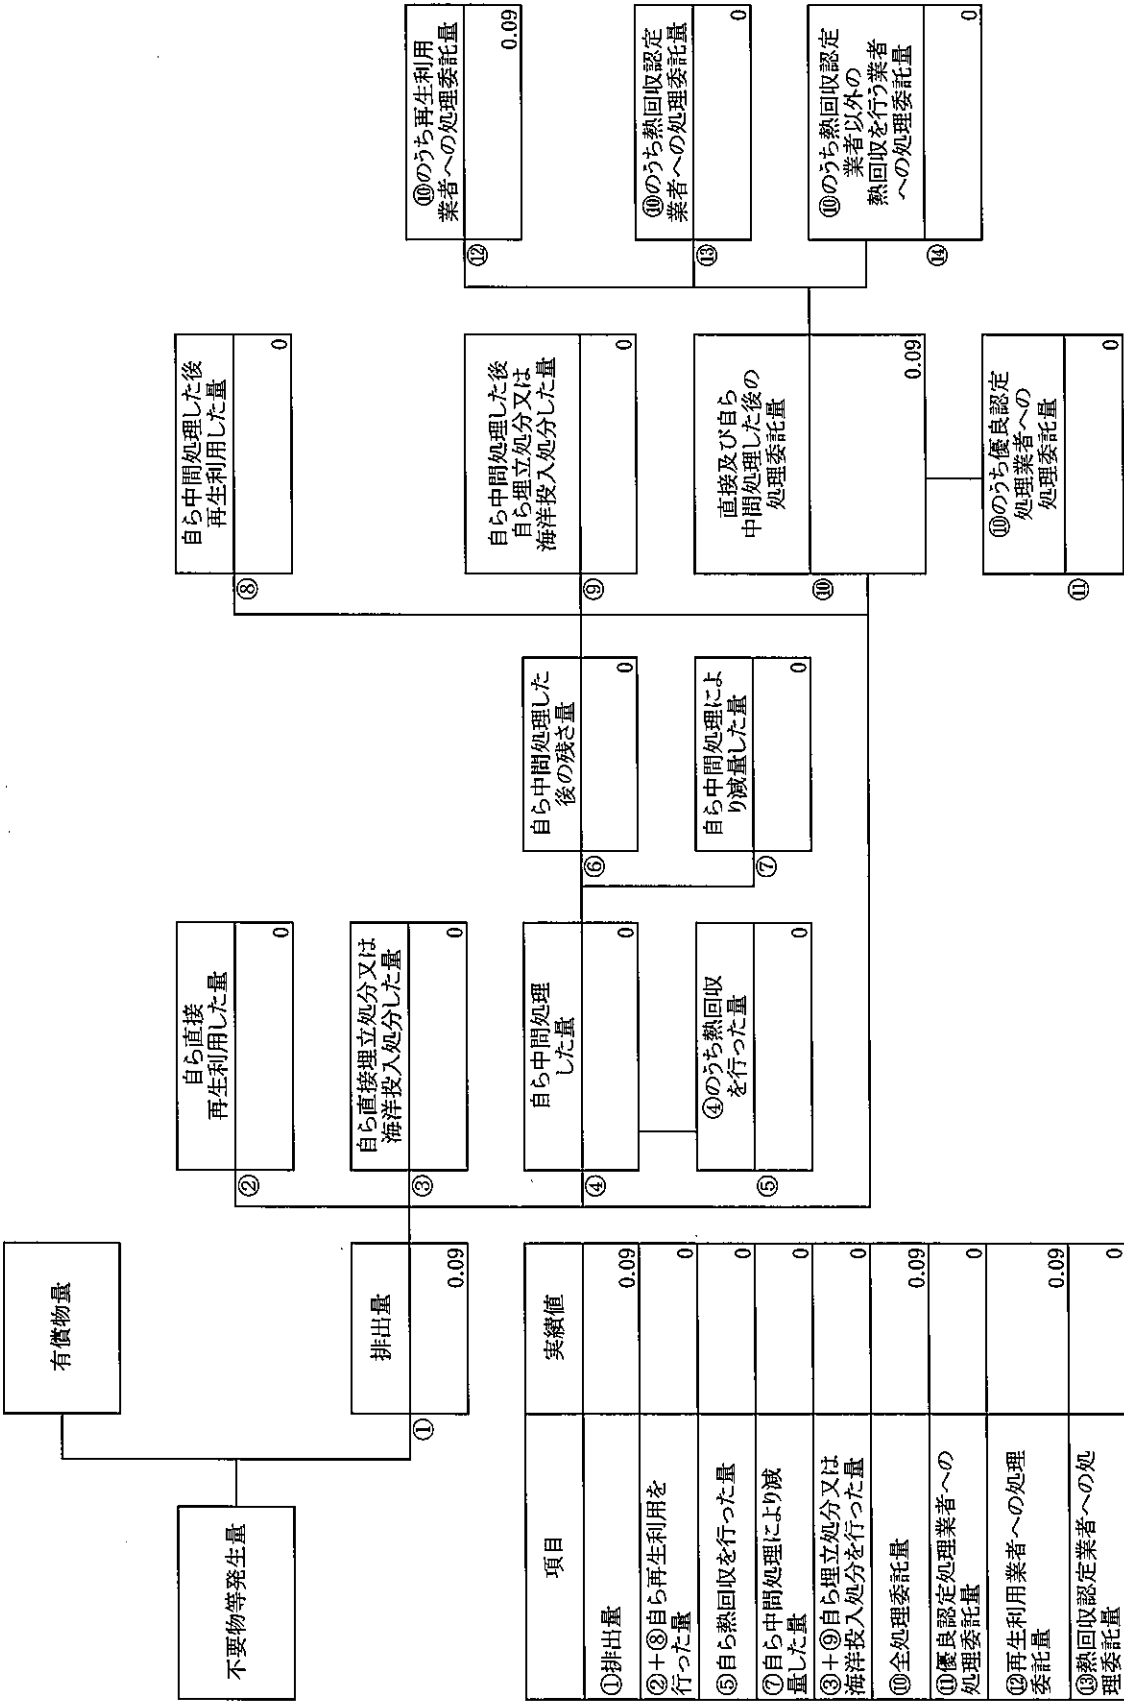 有償物量
不要物等発生量
①
排出量
0.09
②
自ら直接
再生利用した量
0
③
自ら直接埋立処分又は
海洋投入処分した量
0
④
自ら中間処理
した量
0
⑤
④のうち熱回収
を行った量
0
⑥
自ら中間処理した
後の残さ量
0
⑦
自ら中間処理によ
り減量した量
0
⑧
自ら中間処理した後
再生利用した量
0
⑨
自ら中間処理した後
自ら埋立処分又は
海洋投入処分した量
0
⑩
直接及び自ら
中間処理した後の
処理委託量
0.09
⑪
⑩のうち優良認定
処理業者への
処理委託量
0
⑫
⑩のうち再生利用
業者への処理委託量
0.09
⑬
⑩のうち熱回収認定
業者への処理委託量
0
⑭
⑩のうち熱回収認定
業者以外の
熱回収を行う業者
への処理委託量
0
項目 実績値
①排出量 0.09
②+⑧自ら再生利用を
行った量 0
⑤自ら熱回収を行った量 0
⑦自ら中間処理により減
量した量 0
③+⑨自ら埋立処分又は
海洋投入処分を行った量 0
⑩全処理委託量 0.09
⑪優良認定処理業者への
処理委託量 0
⑫再生利用業者への処理
委託量 0.09
⑬熱回収認定業者への処
理委託量 0